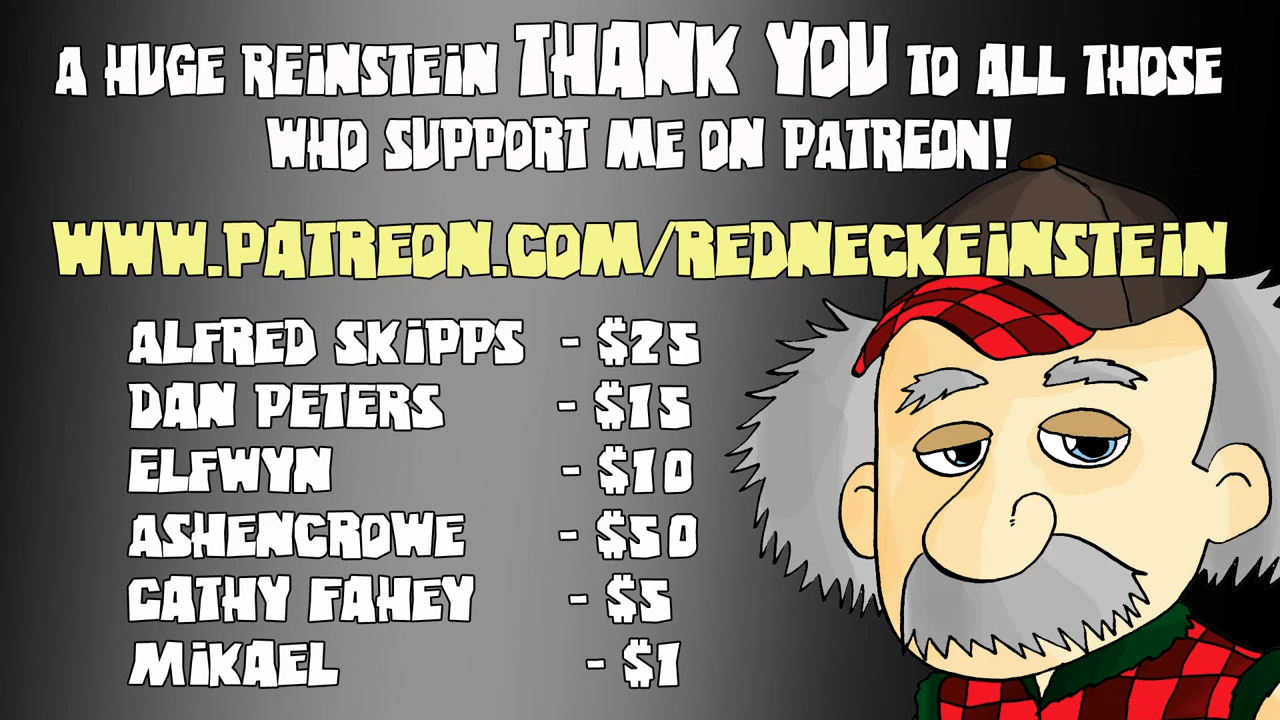 A HUGE REINSTEIN THANK YOU TO ALL THOSE
WHO SUPPORT ME ON PATREON!
WWW.PATREON.COM/REDNECKEINSTEIN
ALFRED SKIPPS - $25
DAN PETERS - $15
ELFWYN - $10
ASHENCROWE - $50
CATHY FAHEY - $5
MIKAEL - $1